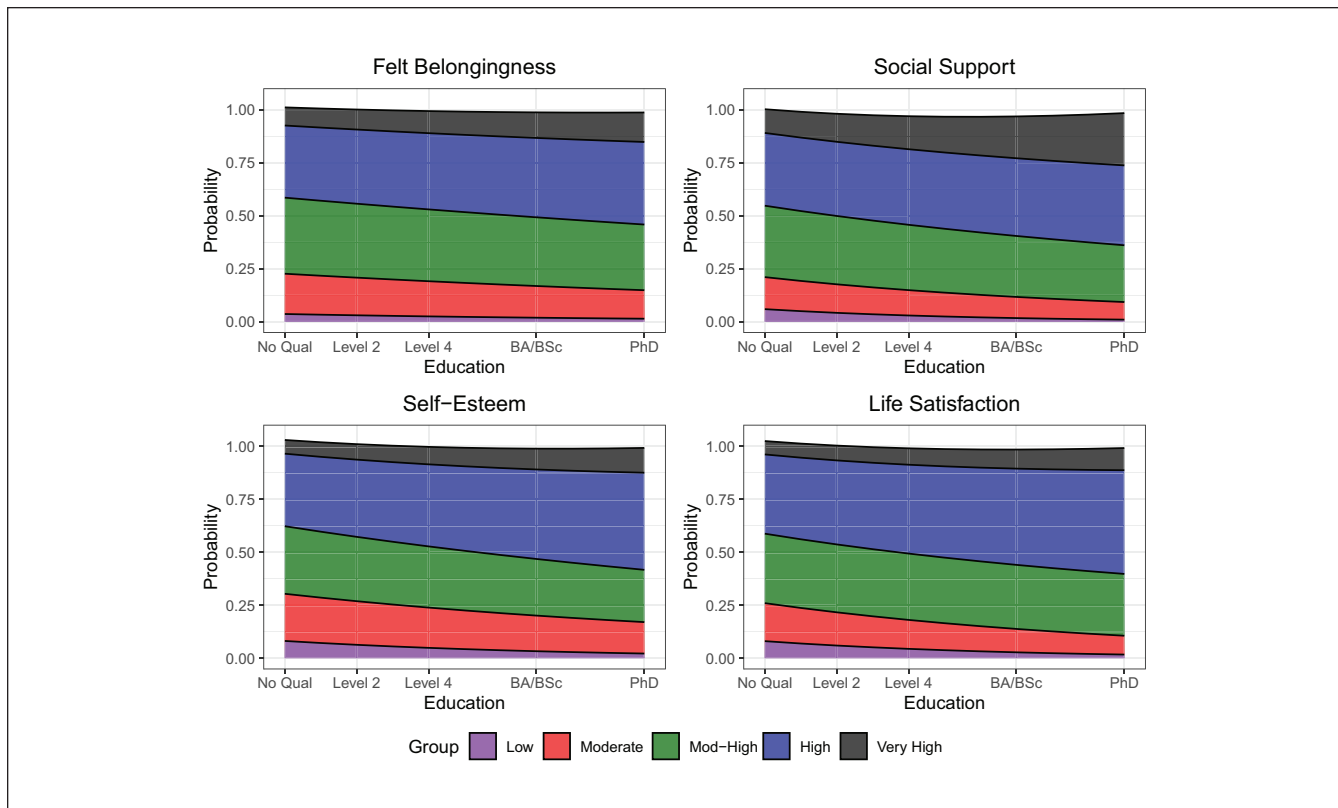 Felt Belongingness
Probability
1.00
0.75
0.50
0.25
0.00
No Qual Level 2 Level 4 BA/BSc PhD
Education
Social Support
Probability
1.00
0.75
0.50
0.25
0.00
No Qual Level 2 Level 4 BA/BSc PhD
Education
Self−Esteem
Probability
1.00
0.75
0.50
0.25
0.00
No Qual Level 2 Level 4 BA/BSc PhD
Education
Life Satisfaction
Probability
1.00
0.75
0.50
0.25
0.00
No Qual Level 2 Level 4 BA/BSc PhD
Education
Group Low Moderate Mod−High High Very High